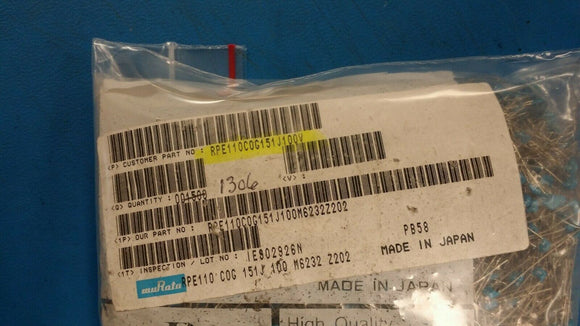 (P) CUSTOMER PART NO : RPE110C0G151J100V
(Q) QUANTITY : 001500
1306
<V> :
(1P) OUR PART NO : RPE110C0G151J100M6232Z202
(1T) INSPECTION / LOT NO : IE902926N
PB58
MADE IN JAPAN
muRata RPE110 C0G 151J 100 M6232 Z202
MADE IN JAPAN
High Quality